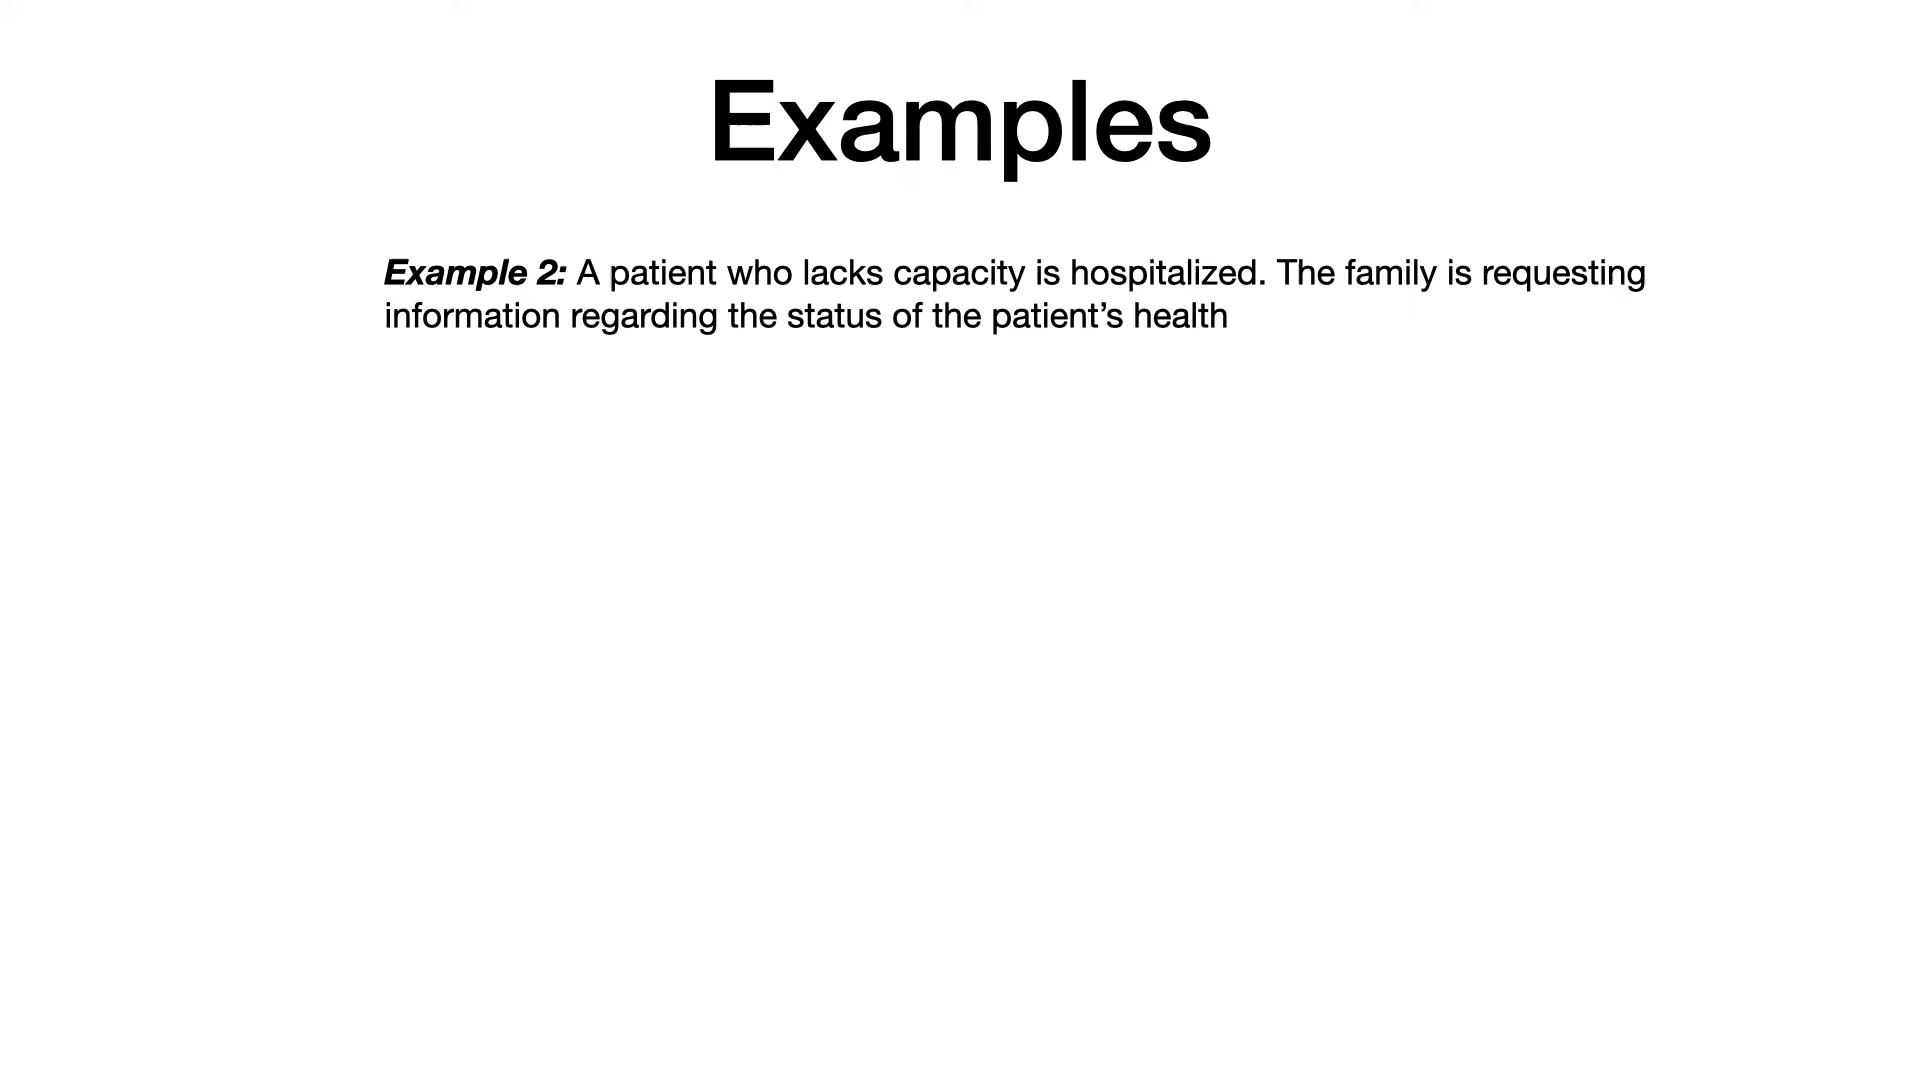 Examples
Example 2: A patient who lacks capacity is hospitalized. The family is requesting
information regarding the status of the patient’s health